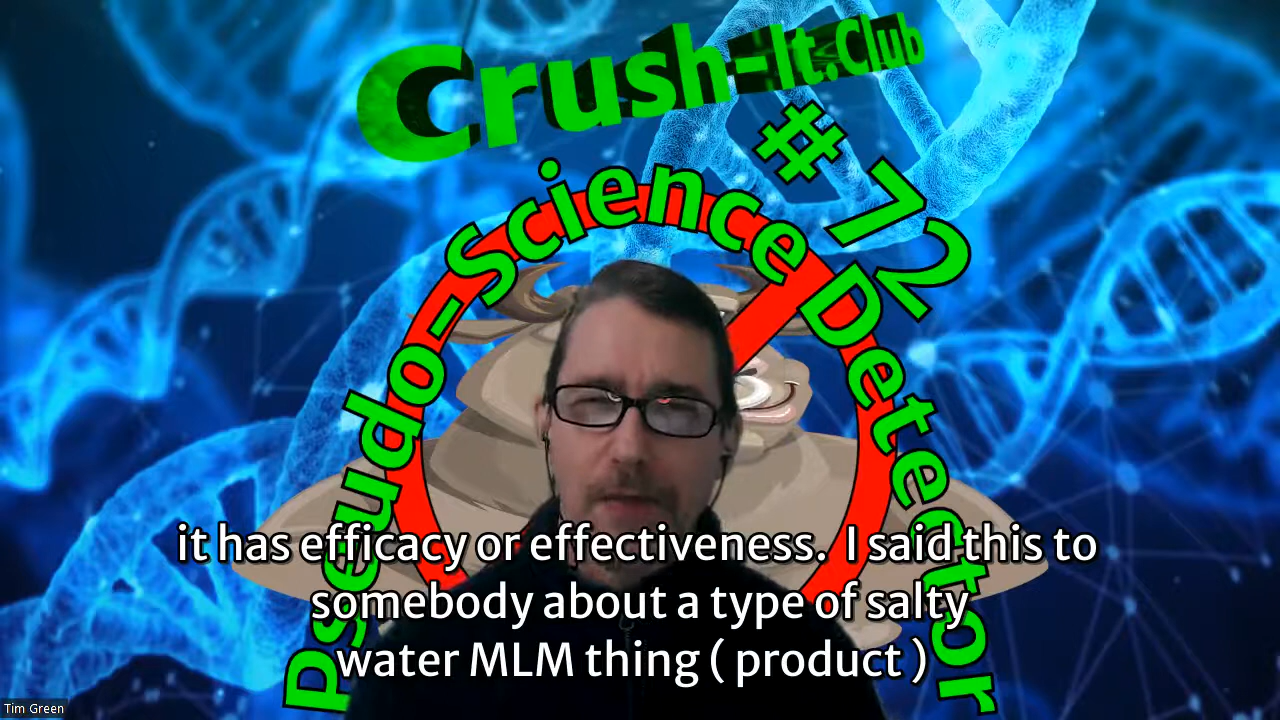 Crush-It.Club
# 72
Pseudo-Science Detector
it has efficacy or effectiveness.  I said this to
somebody about a type of salty
water MLM thing ( product )
Tim Green